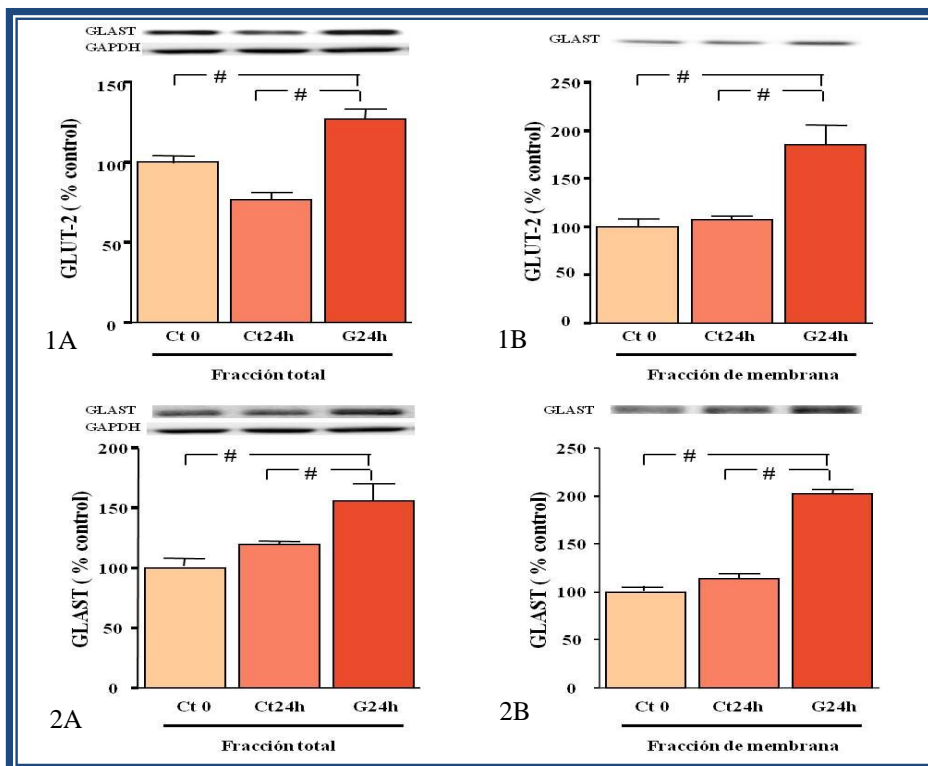 GLAST
GAPDH
#
#
150
100
50
0
GLUT-2 ( % control)
Ct 0 Ct24h G24h
Fracción total
1A
GLAST
#
#
250
200
150
100
50
0
GLUT-2 ( % control)
Ct 0 Ct24h G24h
Fracción de membrana
1B
GLAST
GAPDH
#
#
200
150
100
50
0
GLAST ( % control)
Ct 0 Ct24h G24h
Fracción total
2A
GLAST
#
#
250
200
150
100
50
0
GLAST ( % control)
Ct 0 Ct24h G24h
Fracción de membrana
2B